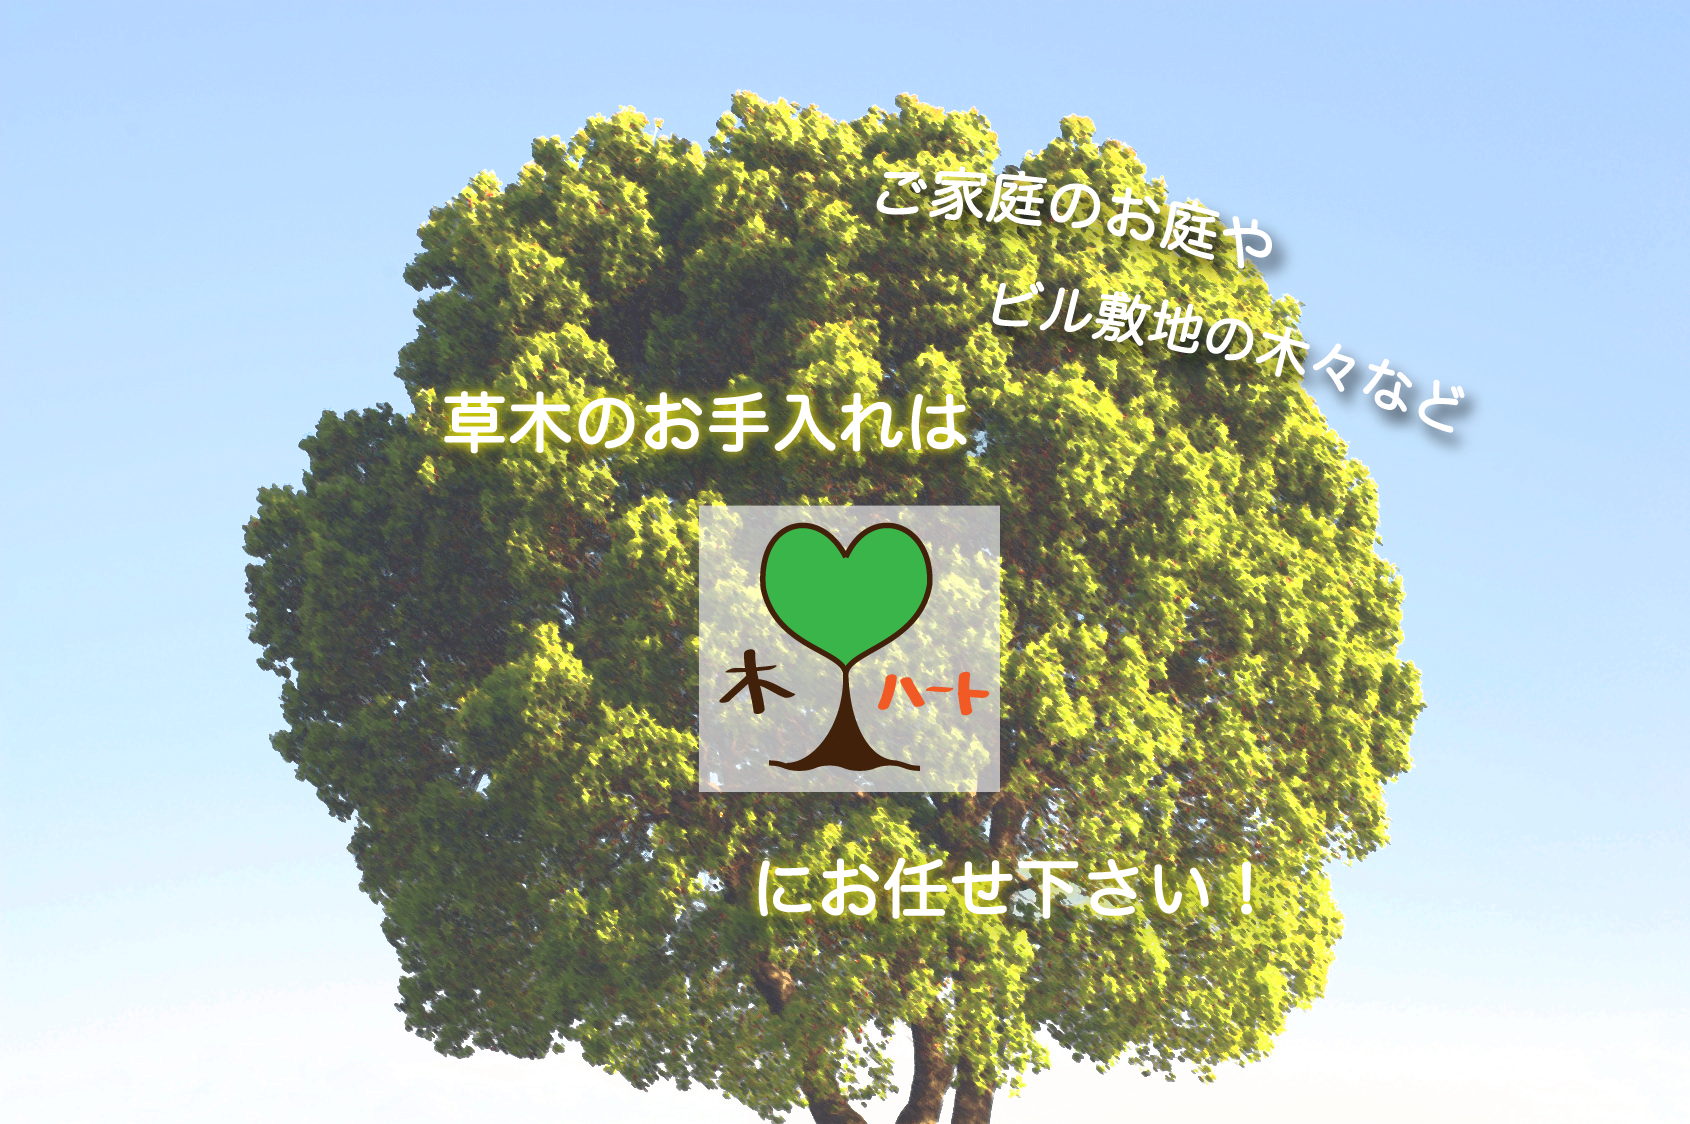 ご家庭のお庭や
ビル敷地の木々など
草木のお手入れは
木 ハート
にお任せ下さい！